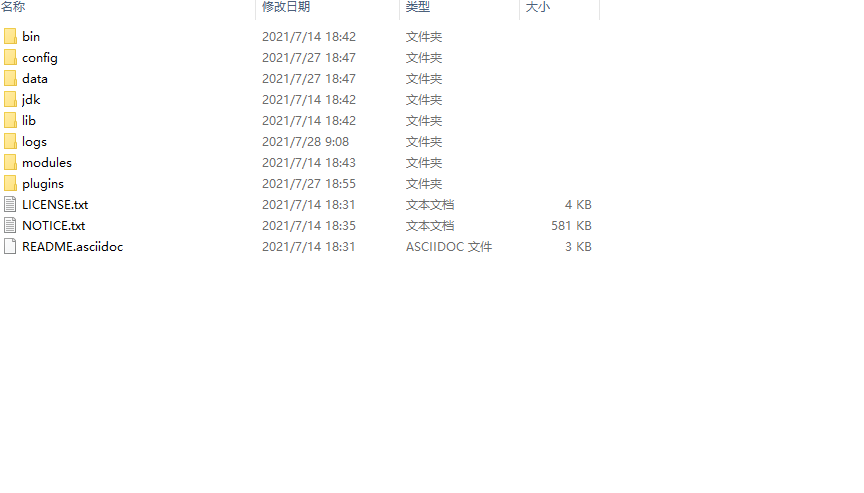 名称 修改日期 类型 大小
bin 2021/7/14 18:42 文件夹
config 2021/7/27 18:47 文件夹
data 2021/7/27 18:47 文件夹
jdk 2021/7/14 18:42 文件夹
lib 2021/7/14 18:42 文件夹
logs 2021/7/28 9:08 文件夹
modules 2021/7/14 18:43 文件夹
plugins 2021/7/27 18:55 文件夹
LICENSE.txt 2021/7/14 18:31 文本文档 4 KB
NOTICE.txt 2021/7/14 18:35 文本文档 581 KB
README.asciidoc 2021/7/14 18:31 ASCIIDOC 文件 3 KB